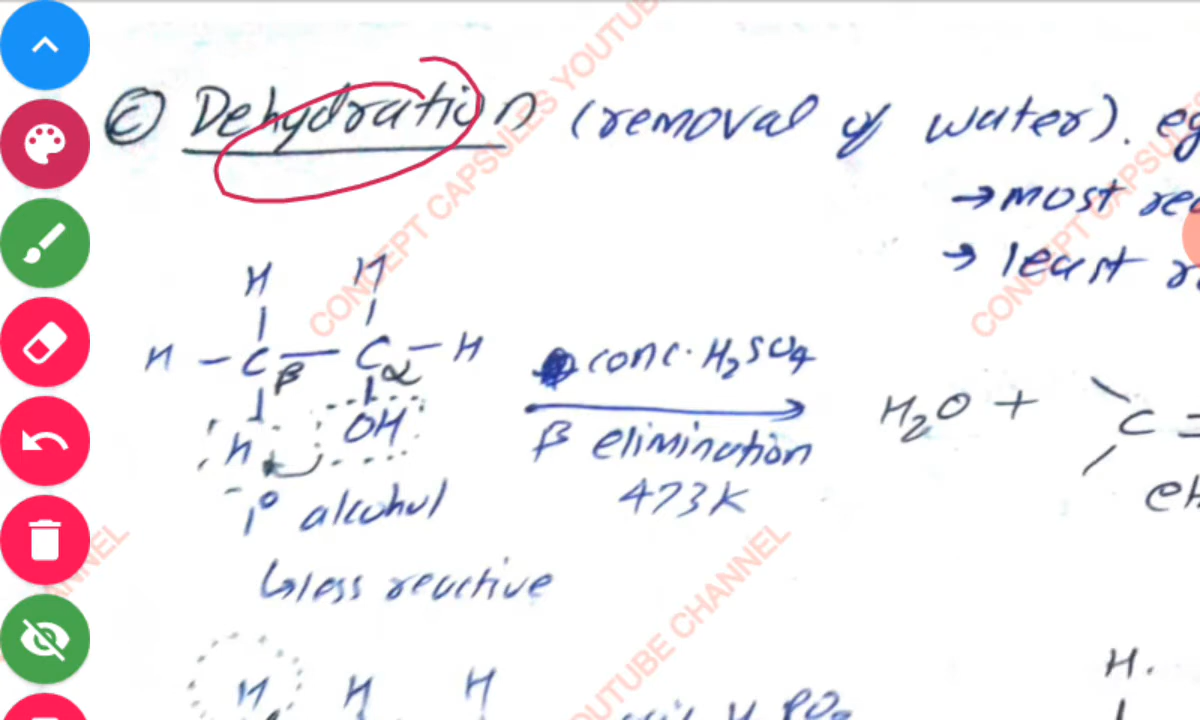 Ⓒ Dehydration (removal of water). eg
→ most rea
→ least r
H H
H – C – C – H conc. H₂SO₄
β α
H OH β elimination H₂O + C =
473K
1° alcohol
↳ less reactive
H H H H.
CONCEPT CAPSULES YOUTUBE CHANNEL